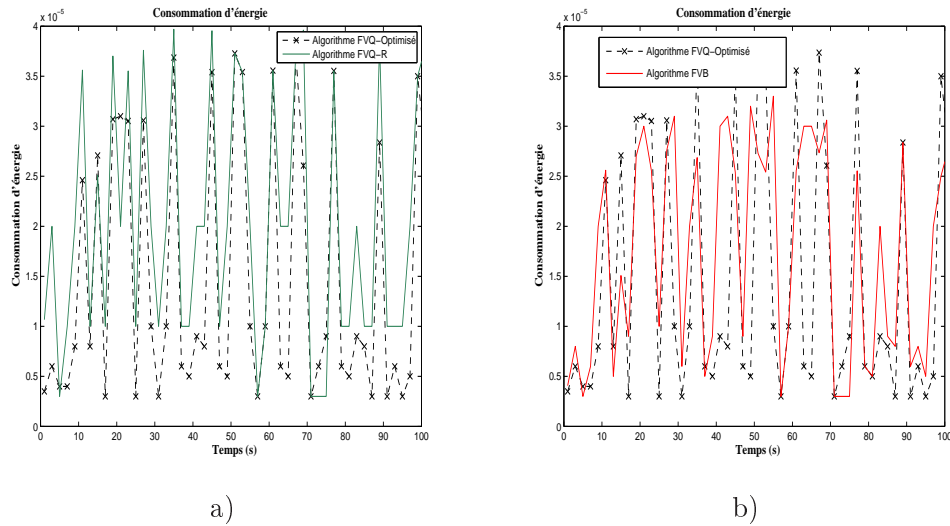 Consommation d'énergie
x 10⁻⁵
Algorithme FVQ-Optimisé
Algorithme FVQ-R
4
3.5
3
2.5
2
1.5
1
0.5
0
Consommation d'énergie
0 10 20 30 40 50 60 70 80 90 100
Temps (s)
a)
Consommation d'énergie
x 10⁻⁵
Algorithme FVQ-Optimisé
Algorithme FVB
4
3.5
3
2.5
2
1.5
1
0.5
0
Consommation d'énergie
0 10 20 30 40 50 60 70 80 90 100
Temps (s)
b)